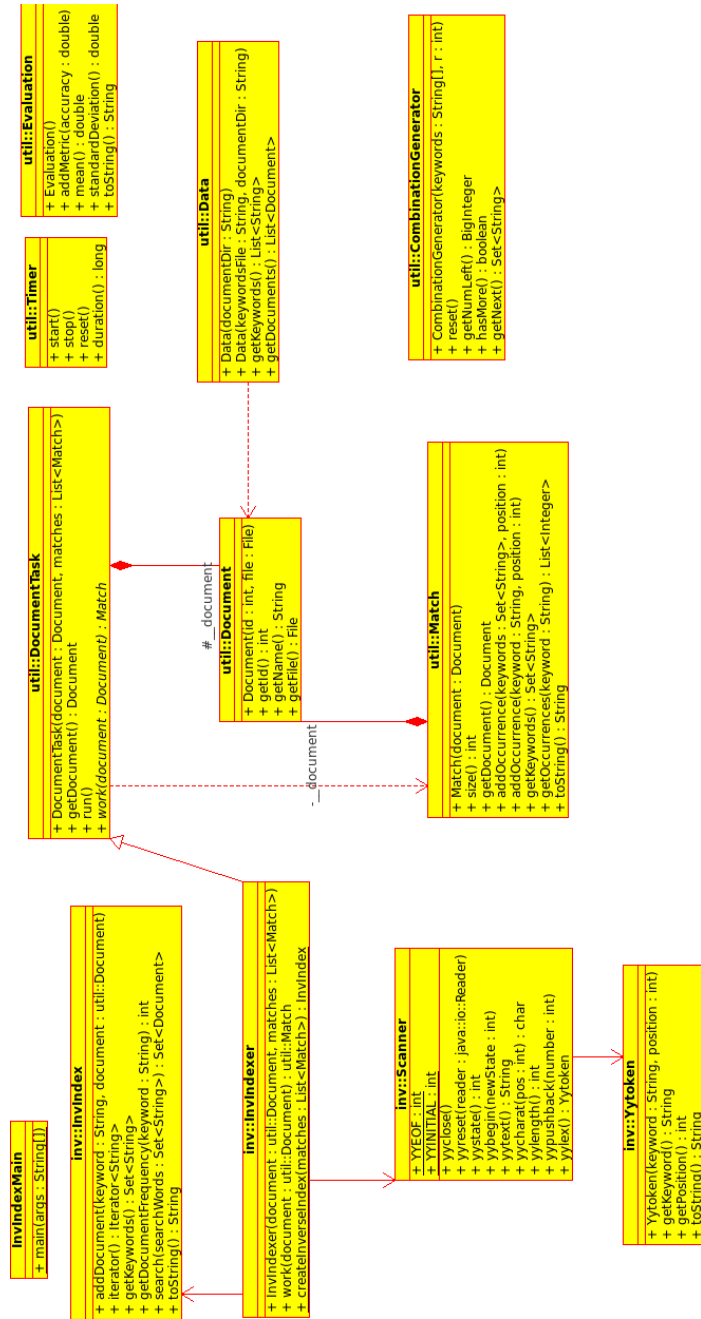 InvIndexMain
+ main(args : String[])
inv::InvIndex
+ addDocument(keyword : String, document : util::Document)
+ iterator() : Iterator<String>
+ getKeywords() : Set<String>
+ getDocumentFrequency(keyword : String) : int
+ search(searchWords : Set<String>) : Set<Document>
+ toString() : String
inv::InvIndexer
+ InvIndexer(document : util::Document, matches : List<Match>)
+ work(document : util::Document) : util::Match
+ createInverseIndex(matches : List<Match>) : InvIndex
inv::Scanner
+ YYEOF : int
+ YYINITIAL : int
+ yyclose()
+ yyreset(reader : java::io::Reader)
+ yystate() : int
+ yybegin(newState : int)
+ yytext() : String
+ yycharat(pos : int) : char
+ yylength() : int
+ yypushback(number : int)
+ yylex() : Yytoken
inv::Yytoken
+ Yytoken(keyword : String, position : int)
+ getKeyword() : String
+ getPosition() : int
+ toString() : String
util::DocumentTask
+ DocumentTask(document : Document, matches : List<Match>)
+ getDocument() : Document
+ run()
+ work(document : Document) : Match
#__document
util::Document
+ Document(id : int, file : File)
+ getId() : int
+ getName() : String
+ getFile() : File
-__document
util::Match
+ Match(document : Document)
+ size() : int
+ getDocument() : Document
+ addOccurrence(keywords : Set<String>, position : int)
+ addOccurrence(keyword : String, position : int)
+ getKeywords() : Set<String>
+ getOccurrences(keyword : String) : List<Integer>
+ toString() : String
util::Timer
+ start()
+ stop()
+ reset()
+ duration() : long
util::Evaluation
+ Evaluation()
+ addMetric(accuracy : double)
+ mean() : double
+ standardDeviation() : double
+ toString() : String
util::Data
+ Data(documentDir : String)
+ Data(keywordsFile : String, documentDir : String)
+ getKeywords() : List<String>
+ getDocuments() : List<Document>
util::CombinationGenerator
+ CombinationGenerator(keywords : String[], r : int)
+ reset()
+ getNumLeft() : BigInteger
+ hasMore() : boolean
+ getNext() : Set<String>